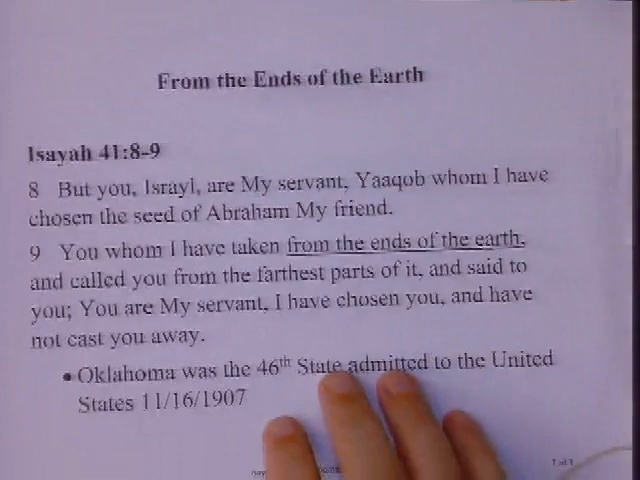 From the Ends of the Earth
Isayah 41:8-9
8 But you, Israyl, are My servant, Yaaqob whom I have
chosen the seed of Abraham My friend.
9 You whom I have taken from the ends of the earth,
and called you from the farthest parts of it, and said to
you; You are My servant, I have chosen you, and have
not cast you away.
• Oklahoma was the 46th State admitted to the United
States 11/16/1907